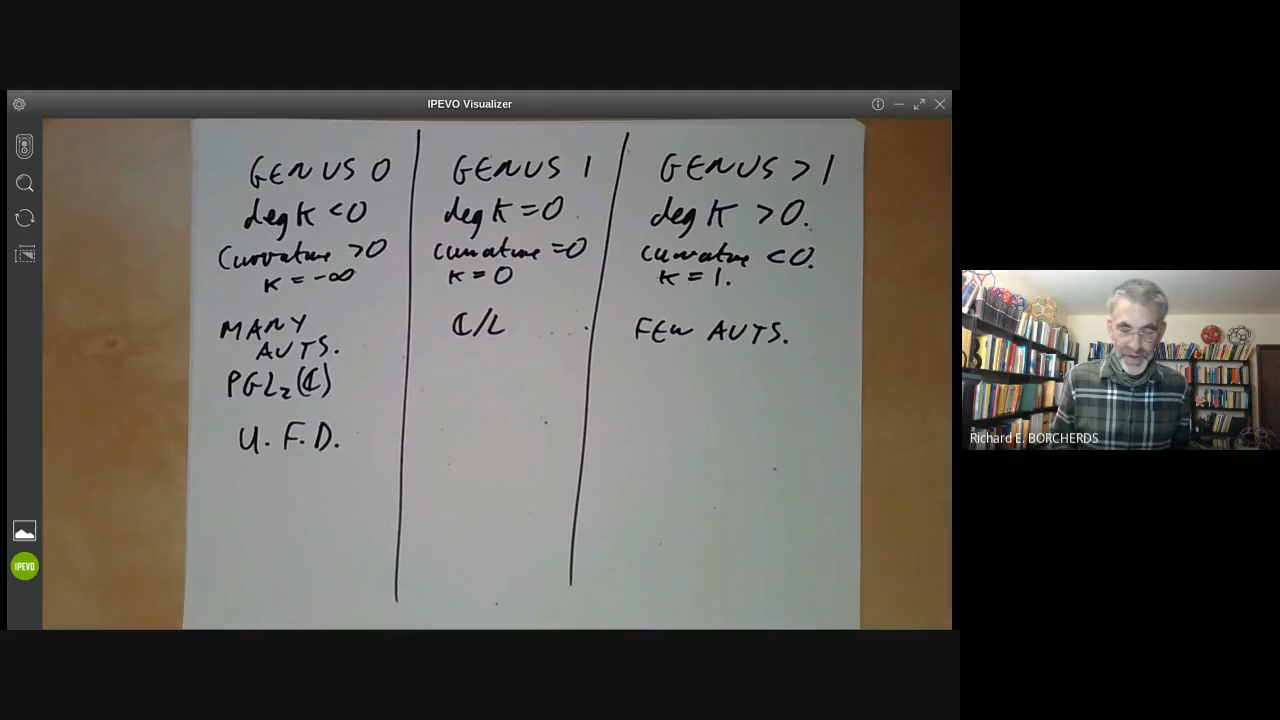 IPEVO Visualizer
GENUS 0
deg K <0
Curvature >0
κ = -∞
MANY
AUTS.
PGL₂(ℂ)
U. F. D.
GENUS 1
deg K =0
Curvature =0
κ = 0
ℂ/L
GENUS >1
deg K >0.
Curvature <0.
κ = 1.
FEW AUTS.
IPEVO
Richard E. BORCHERDS